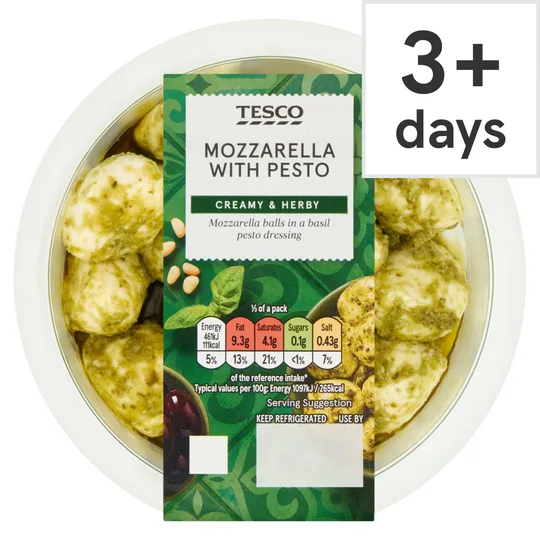 3+
days
TESCO
MOZZARELLA
WITH PESTO
CREAMY & HERBY
Mozzarella balls in a basil
pesto dressing
⅓ of a pack
Energy Fat Saturates Sugars Salt
461kJ 9.3g 4.1g 0.1g 0.43g
111kcal
5% 13% 21% <1% 7%
of the reference intake*
Typical values per 100g: Energy 1097kJ / 265kcal
Serving Suggestion
KEEP REFRIGERATED USE BY